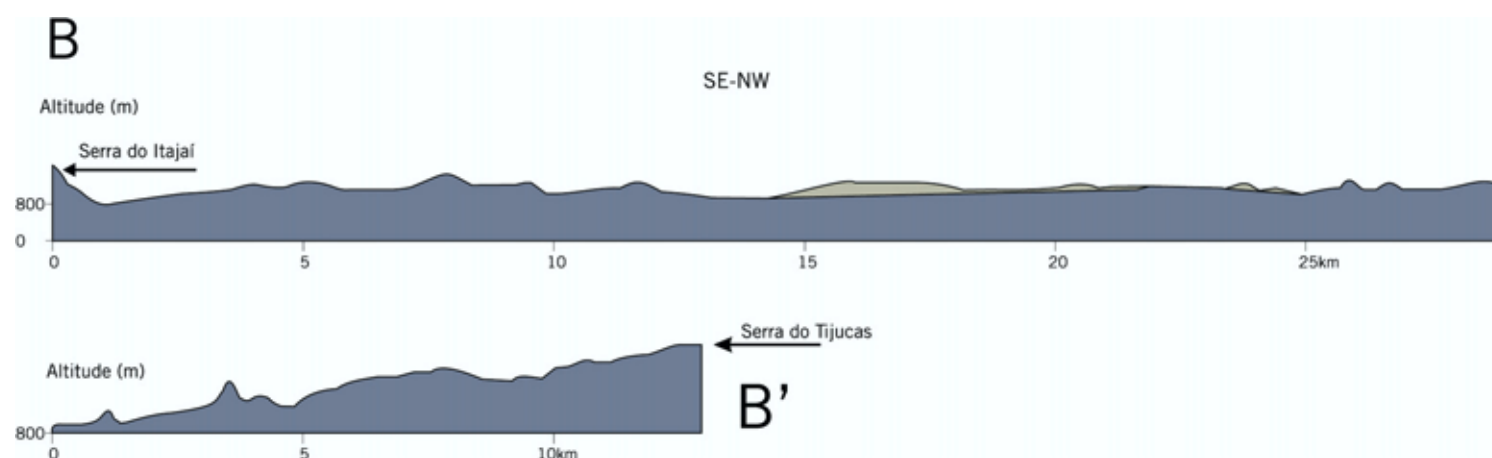 B
SE-NW
Altitude (m)
Serra do Itajaí
800
0
0 5 10 15 20 25km
Serra do Tijucas
Altitude (m)
B’
800
0 5 10km